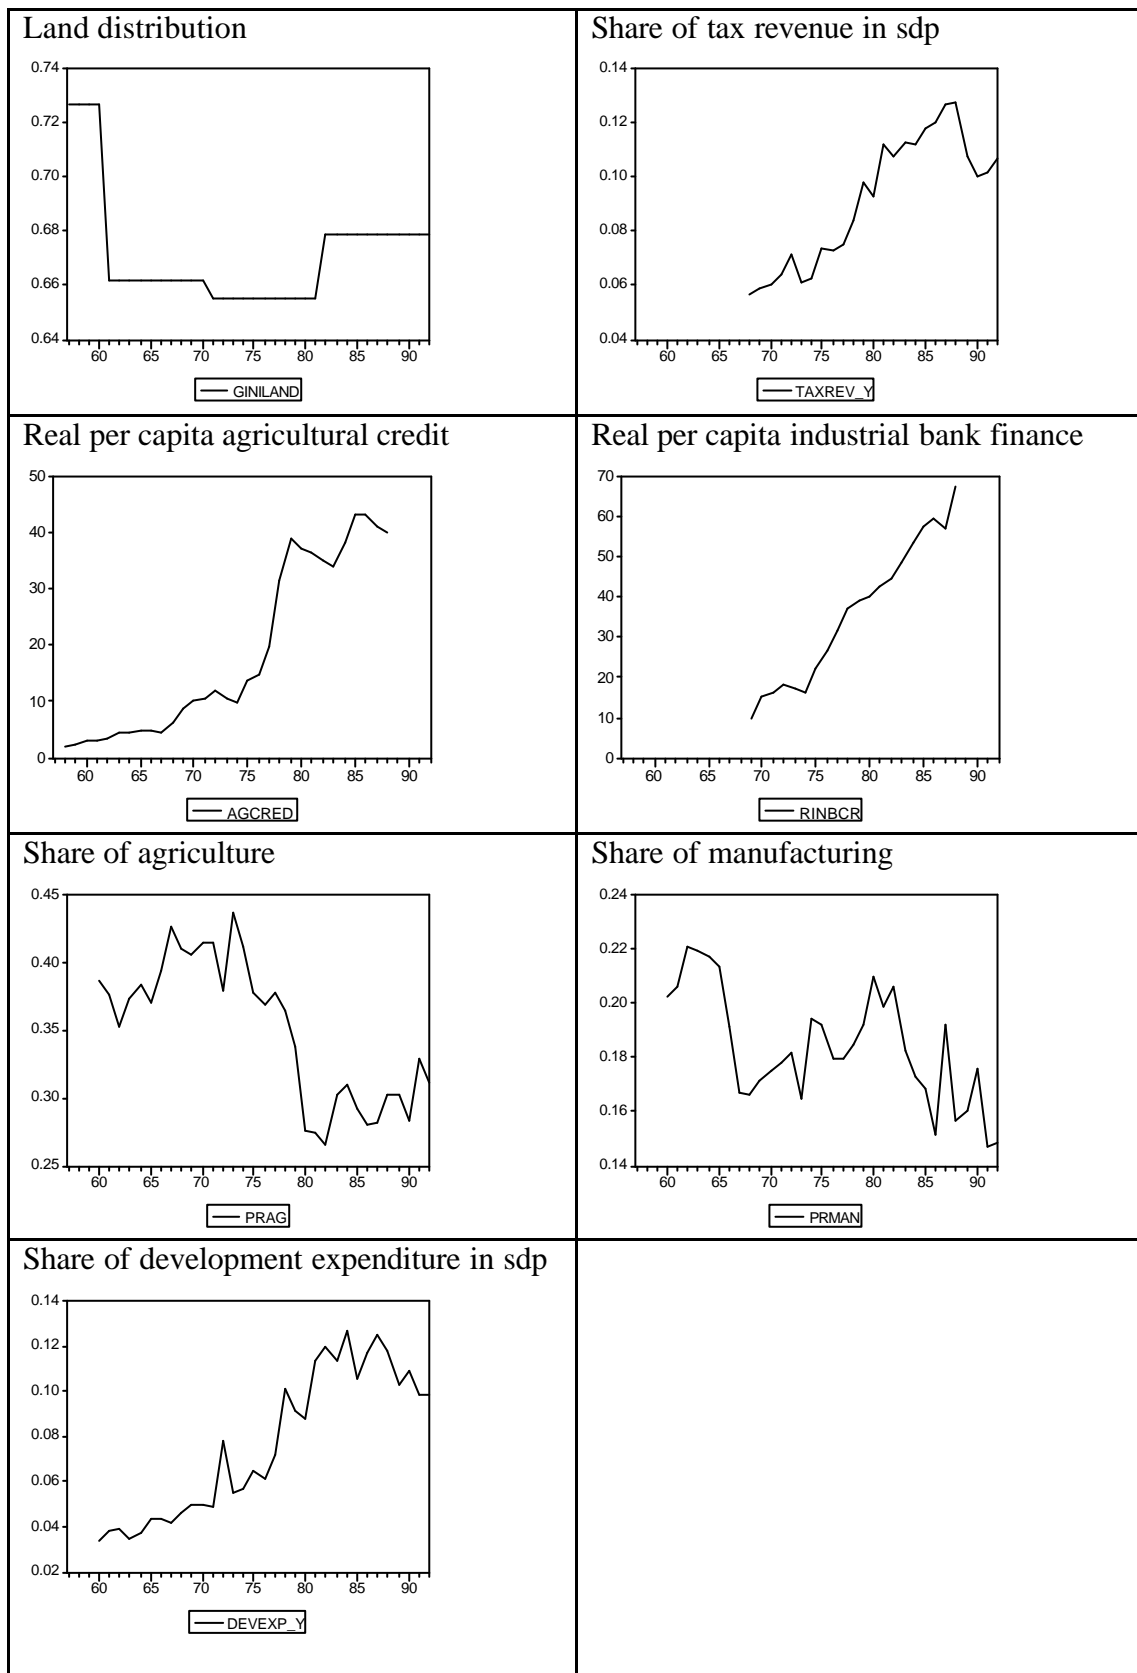 Land distribution
0.74
0.72
0.70
0.68
0.66
0.64
60 65 70 75 80 85 90
GINILAND
Share of tax revenue in sdp
0.14
0.12
0.10
0.08
0.06
0.04
60 65 70 75 80 85 90
TAXREV_Y
Real per capita agricultural credit
50
40
30
20
10
0
60 65 70 75 80 85 90
AGCRED
Real per capita industrial bank finance
70
60
50
40
30
20
10
0
60 65 70 75 80 85 90
RINBCR
Share of agriculture
0.45
0.40
0.35
0.30
0.25
60 65 70 75 80 85 90
PRAG
Share of manufacturing
0.24
0.22
0.20
0.18
0.16
0.14
60 65 70 75 80 85 90
PRMAN
Share of development expenditure in sdp
0.14
0.12
0.10
0.08
0.06
0.04
0.02
60 65 70 75 80 85 90
DEVEXP_Y